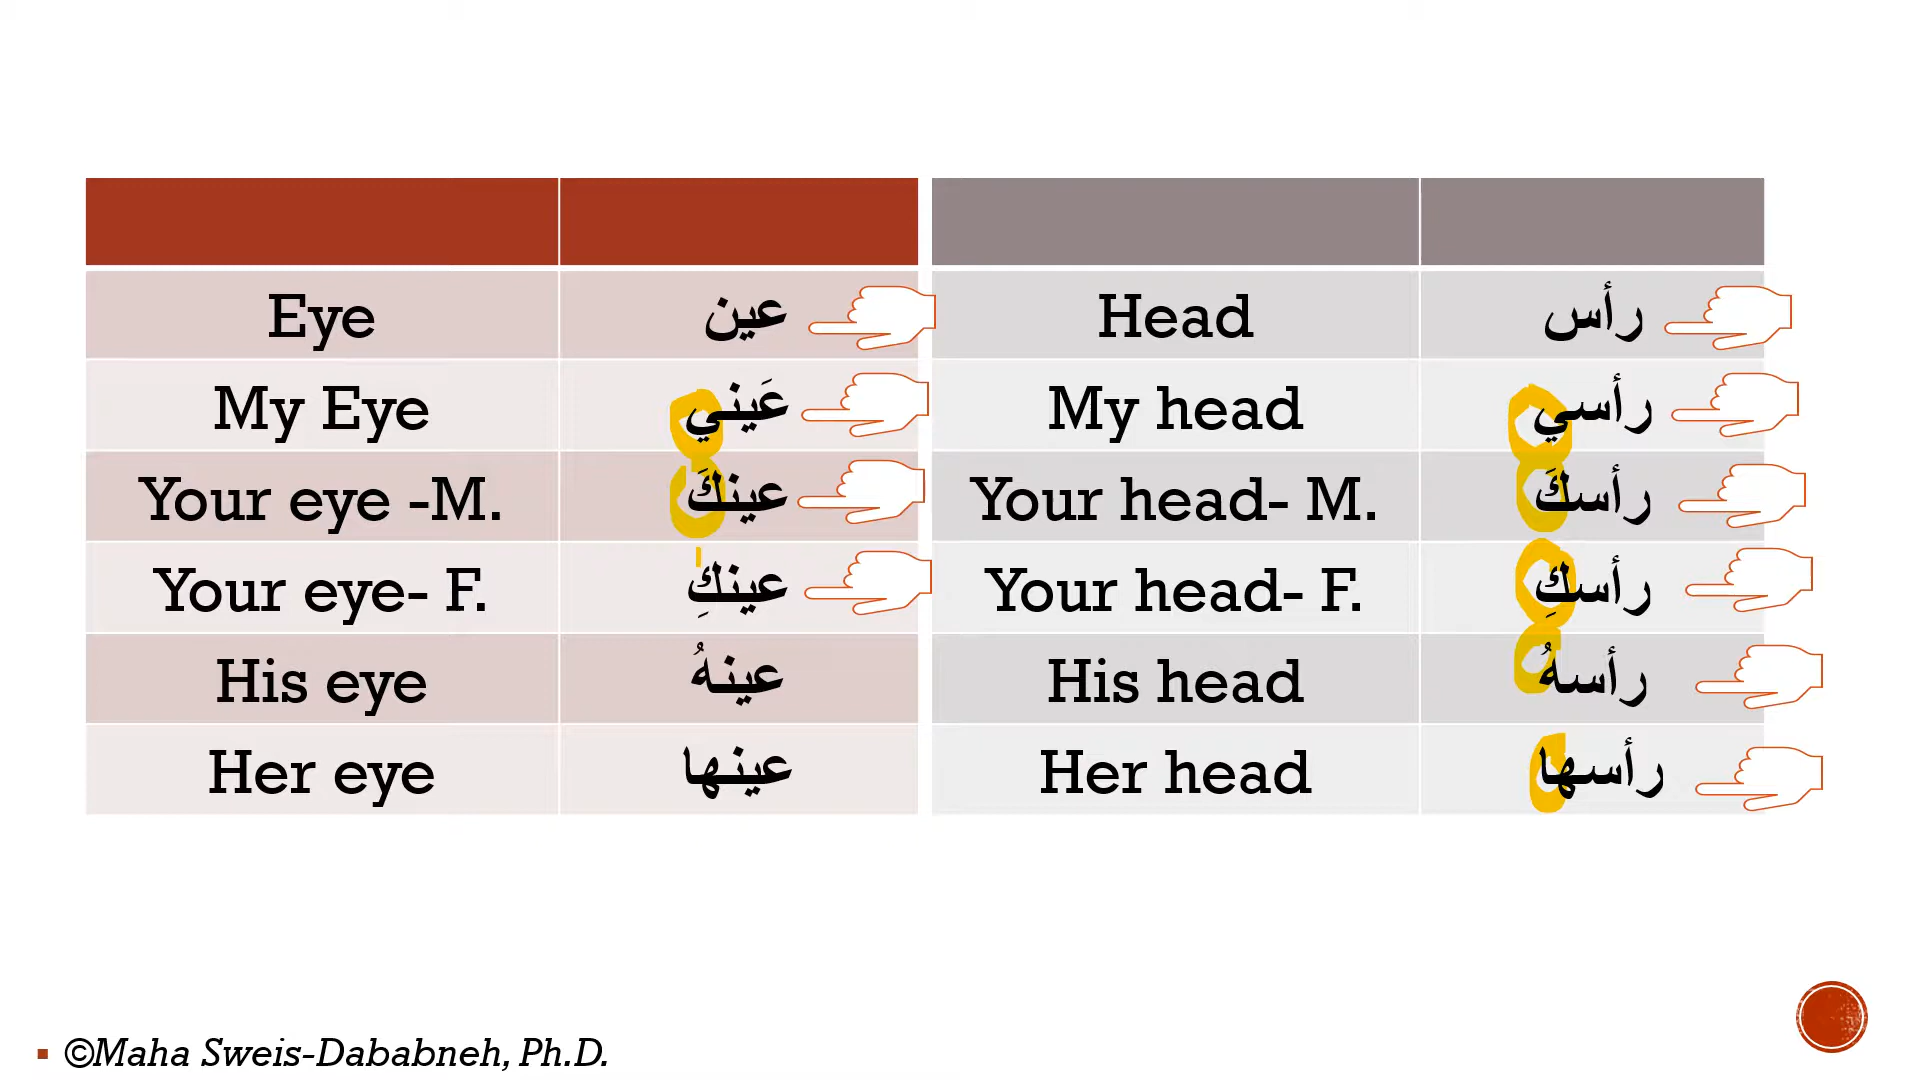 Eye عين
My Eye عَيني
Your eye -M. عينكَ
Your eye- F. عينكِ
His eye عينهُ
Her eye عينها
Head رأس
My head رأسي
Your head- M. رأسكَ
Your head- F. رأسكِ
His head رأسهُ
Her head رأسها
©Maha Sweis-Dababneh, Ph.D.